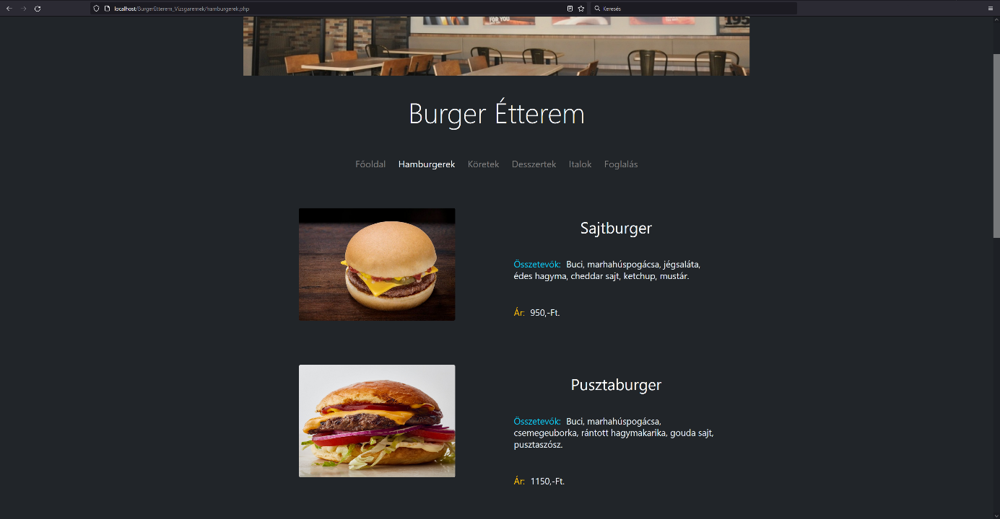 localhost/BurgerEtterem_Vizsgaremek/hamburgerek.php
Keresés
FOR YOU
195
Burger Étterem
Főoldal Hamburgerek Köretek Desszertek Italok Foglalás
Sajtburger
Összetevők: Buci, marhahúspogácsa, jégsaláta,
édes hagyma, cheddar sajt, ketchup, mustár.
Ár: 950,-Ft.
Pusztaburger
Összetevők: Buci, marhahúspogácsa,
csemegeuborka, rántott hagymakarika, gouda sajt,
pusztaszósz.
Ár: 1150,-Ft.